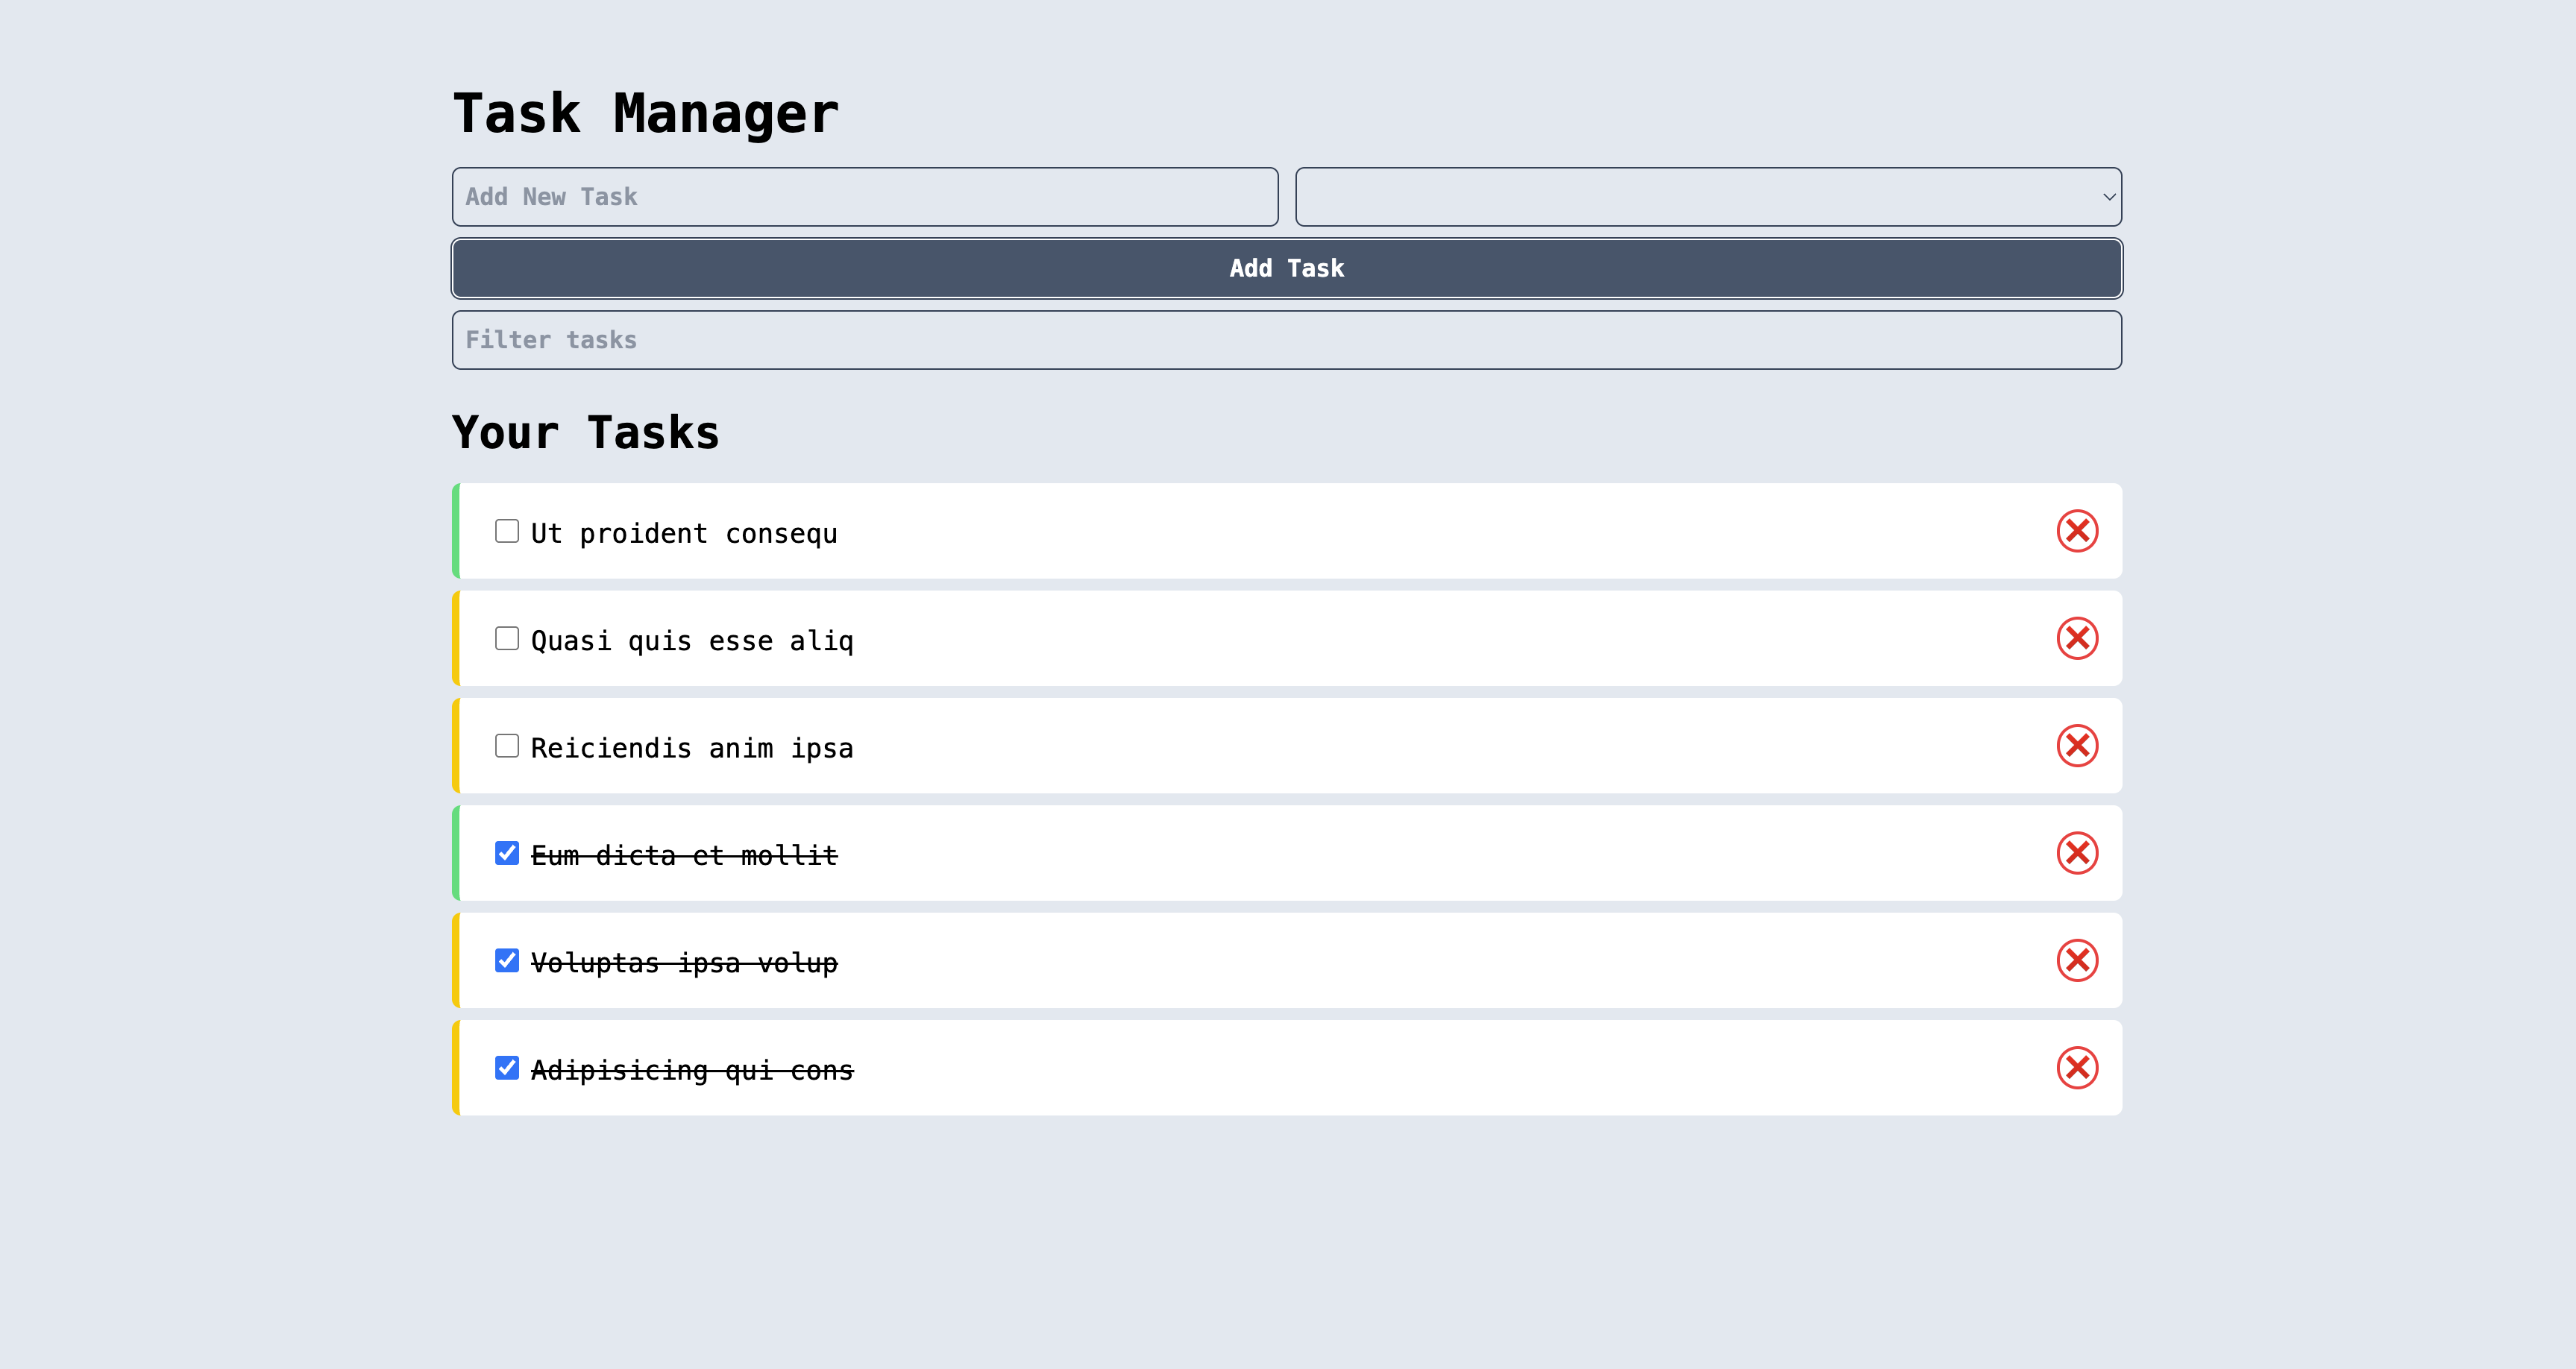 Task Manager
Add New Task
Add Task
Filter tasks
Your Tasks
Ut proident consequ
Quasi quis esse aliq
Reiciendis anim ipsa
Eum dicta et mollit
Voluptas ipsa volup
Adipisicing qui cons